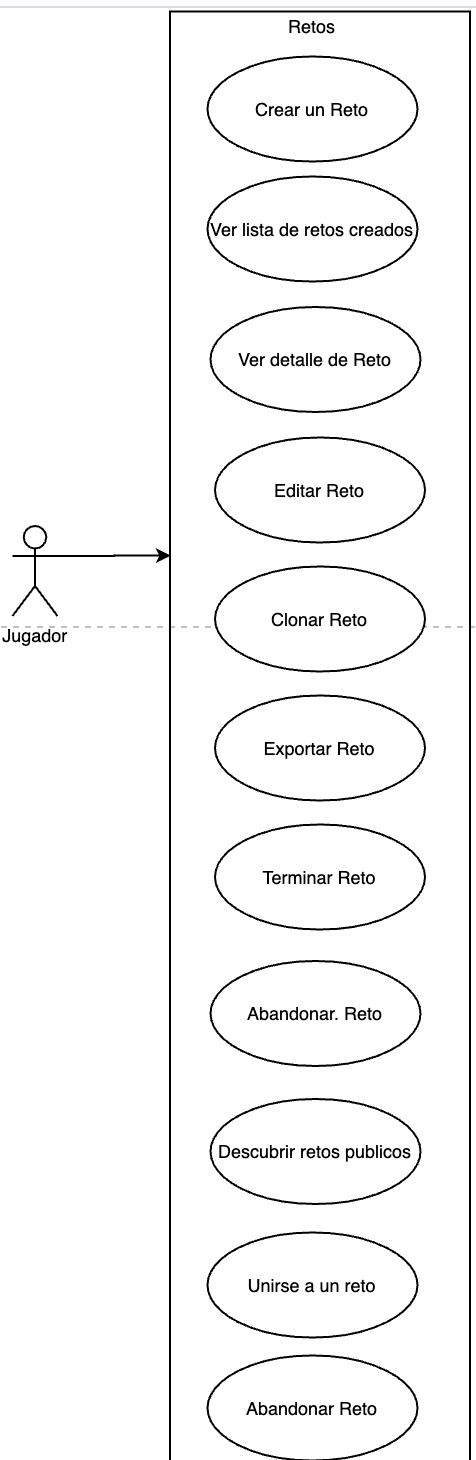 Retos
Crear un Reto
Ver lista de retos creados
Ver detalle de Reto
Editar Reto
Jugador
Clonar Reto
Exportar Reto
Terminar Reto
Abandonar. Reto
Descubrir retos publicos
Unirse a un reto
Abandonar Reto